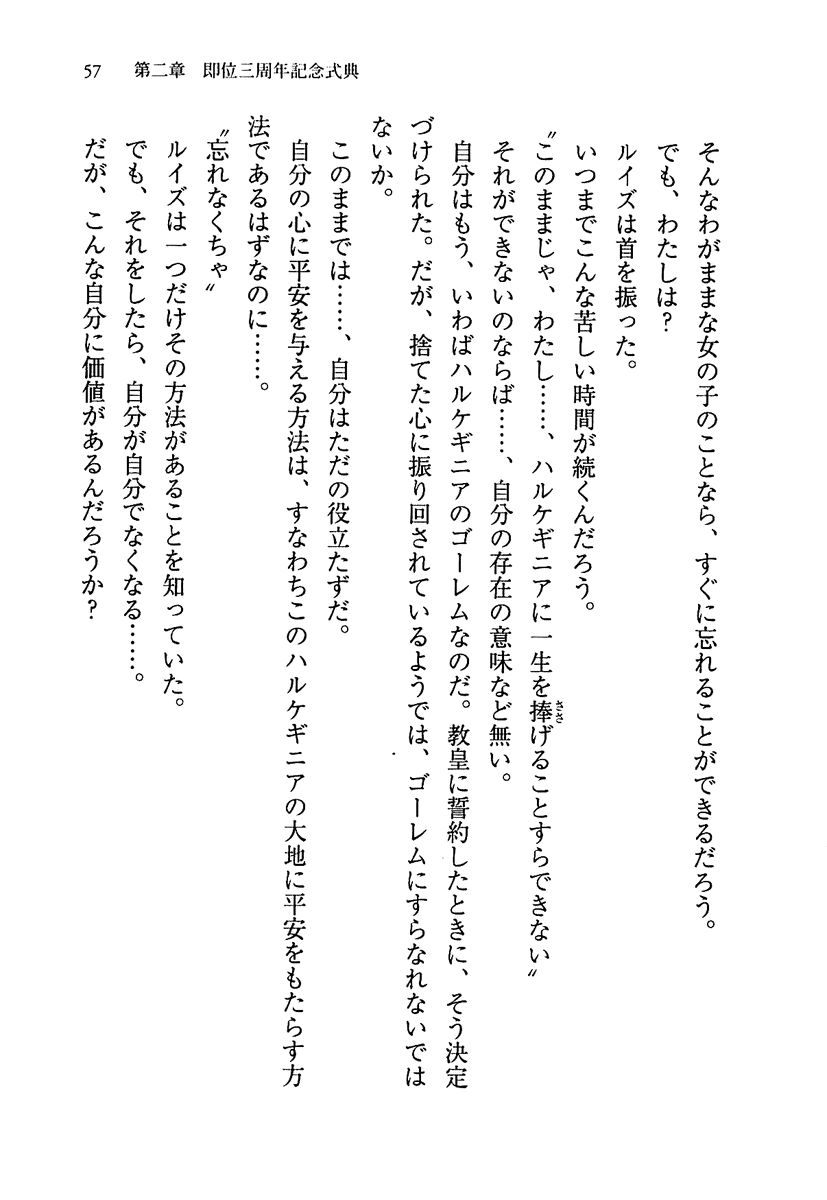 57　第二章　即位三周年記念式典
そんなわがままな女の子のことなら、すぐに忘れることができるだろう。
でも、わたしは？
ルイズは首を振った。
いつまでこんな苦しい時間が続くんだろう。
〝このままじゃ、わたし……、ハルケギニアに一生を捧げることすらできない〟
ささ
それができないのならば……、自分の存在の意味など無い。
自分はもう、いわばハルケギニアのゴーレムなのだ。教皇に誓約したときに、そう決定
づけられた。だが、捨てた心に振り回されているようでは、ゴーレムにすらなれないでは
ないか。
このままでは……、自分はただの役立たずだ。
自分の心に平安を与える方法は、すなわちこのハルケギニアの大地に平安をもたらす方
法であるはずなのに……。
〝忘れなくちゃ〟
ルイズは一つだけその方法があることを知っていた。
でも、それをしたら、自分が自分でなくなる……。
だが、こんな自分に価値があるんだろうか？